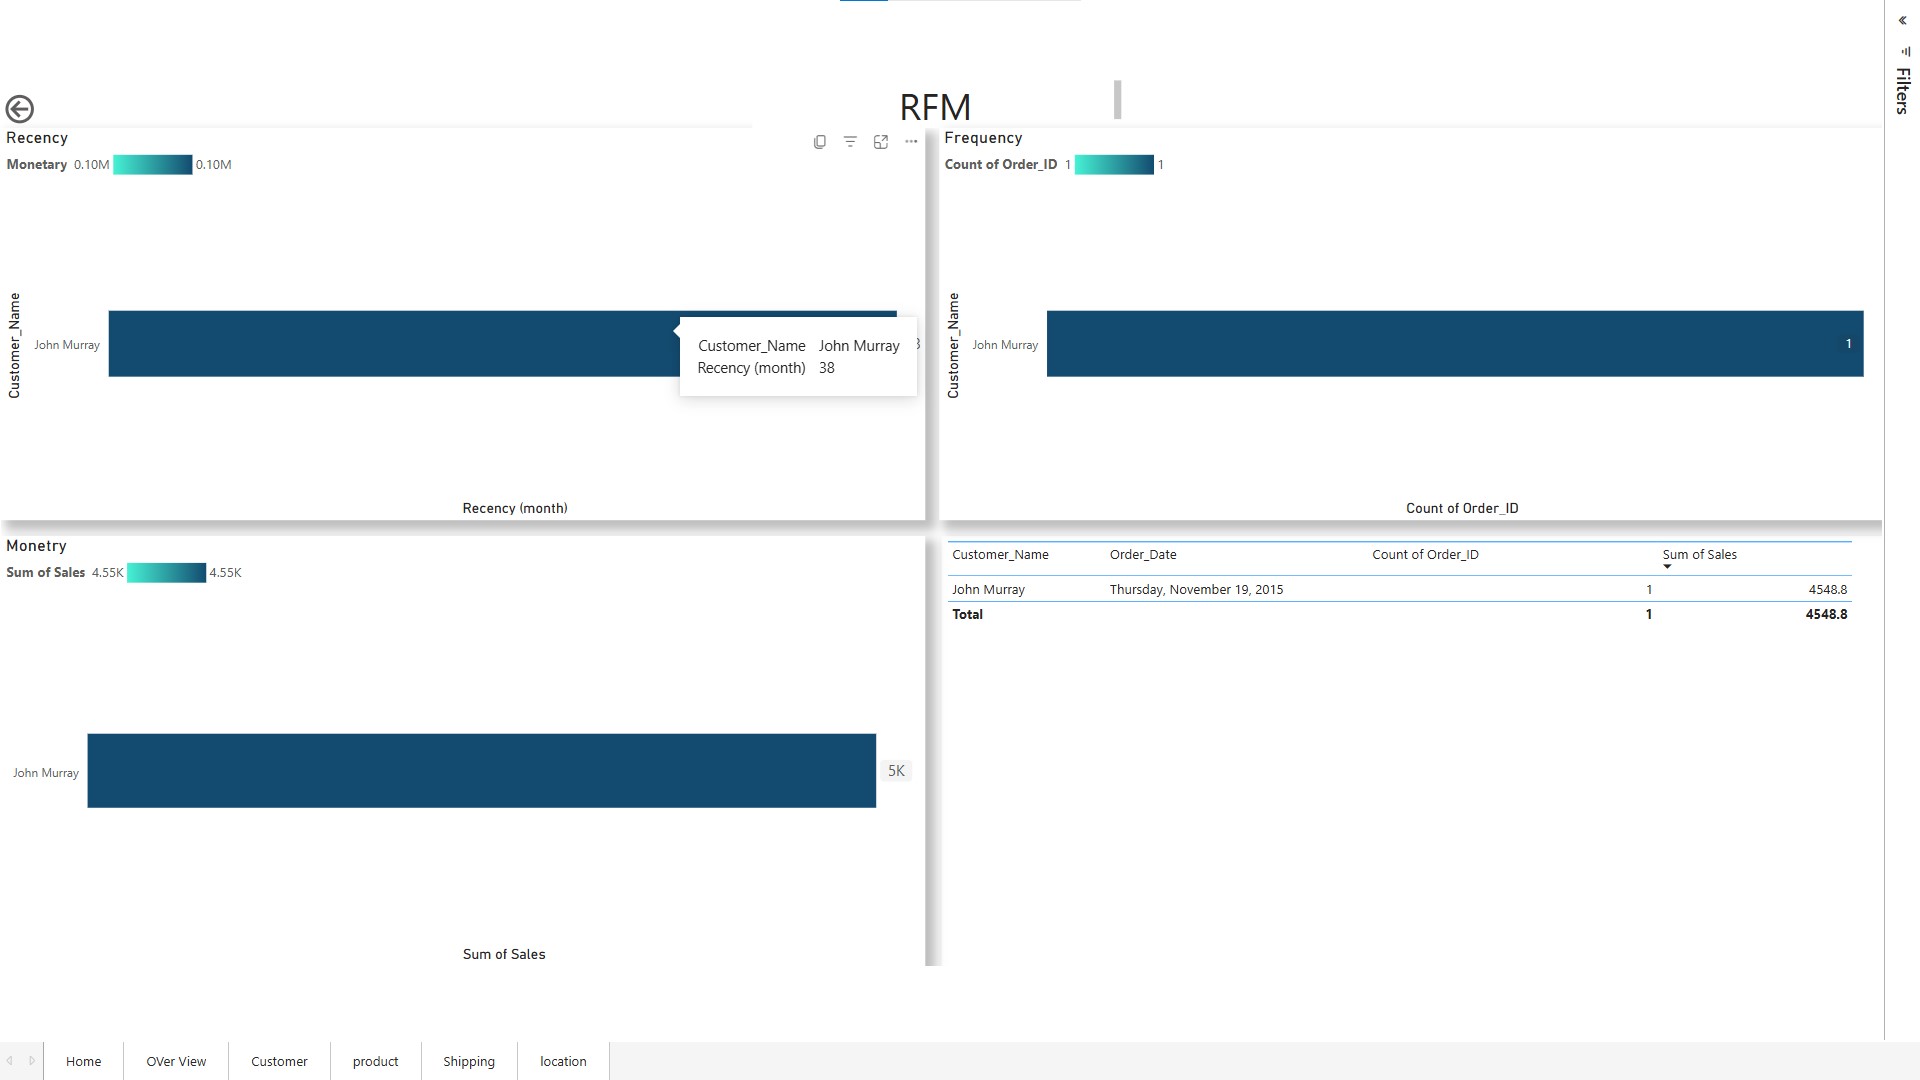 RFM
Filters
Recency
Monetary 0.10M 0.10M
Customer_Name
John Murray
Customer_Name John Murray
Recency (month) 38
Recency (month)
Frequency
Count of Order_ID 1 1
Customer_Name
John Murray
1
Count of Order_ID
Monetry
Sum of Sales 4.55K 4.55K
John Murray
5K
Sum of Sales
Customer_Name Order_Date Count of Order_ID Sum of Sales
John Murray Thursday, November 19, 2015 1 4548.8
Total 1 4548.8
Home OVer View Customer product Shipping location